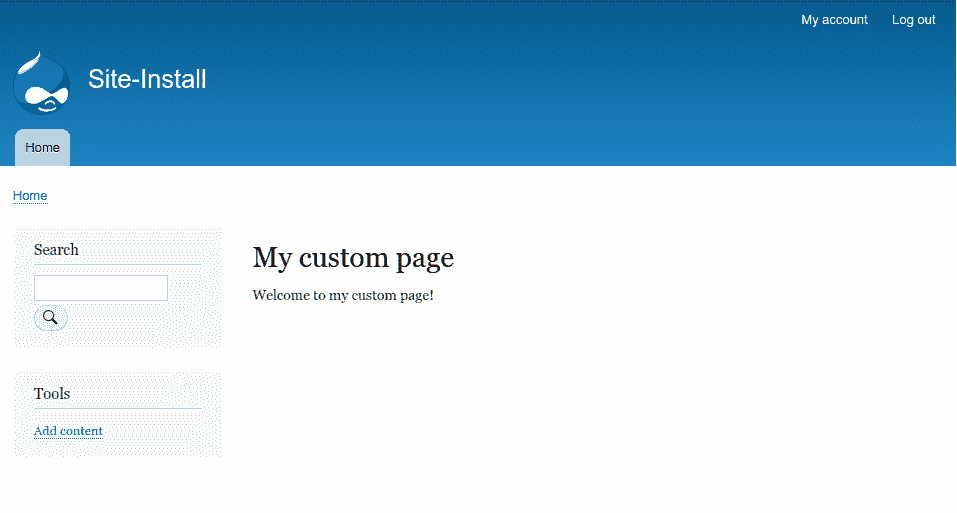 My account Log out
Site-Install
Home
Home
Search
My custom page
Welcome to my custom page!
Tools
Add content